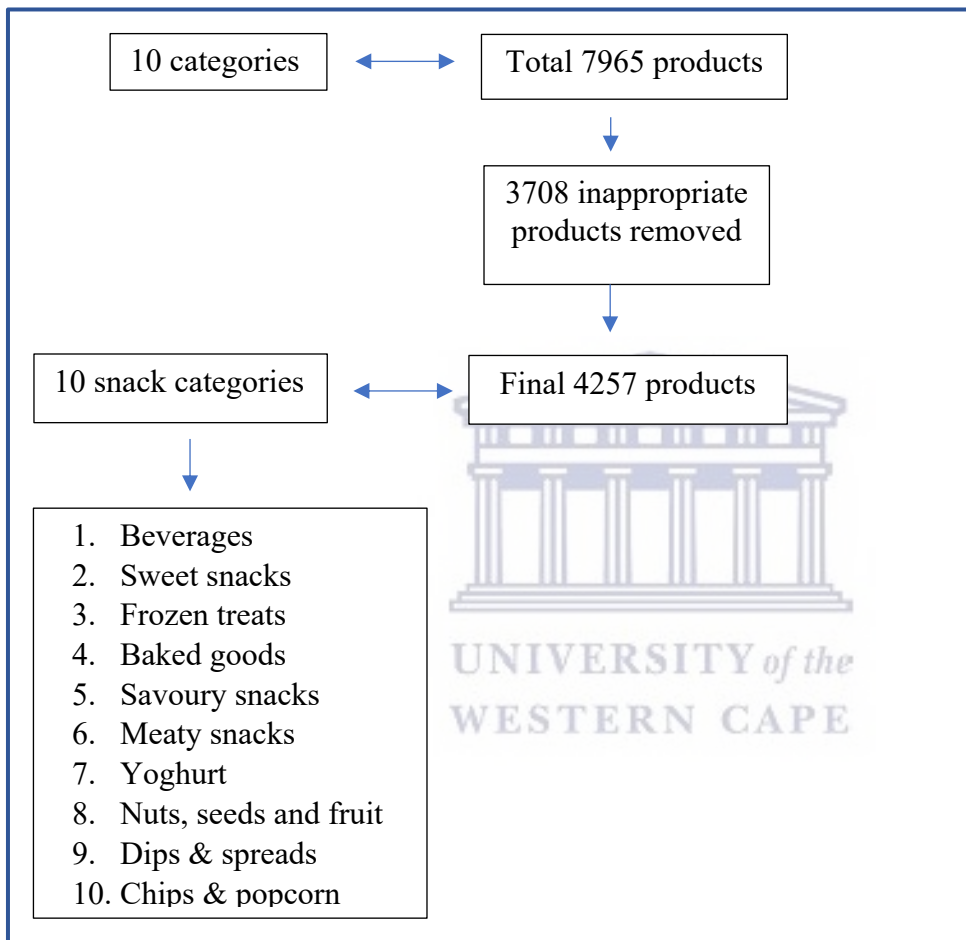 10 categories
Total 7965 products
3708 inappropriate
products removed
10 snack categories
Final 4257 products
1. Beverages
2. Sweet snacks
3. Frozen treats
4. Baked goods
5. Savoury snacks
6. Meaty snacks
7. Yoghurt
8. Nuts, seeds and fruit
9. Dips & spreads
10. Chips & popcorn
UNIVERSITY of the
WESTERN CAPE